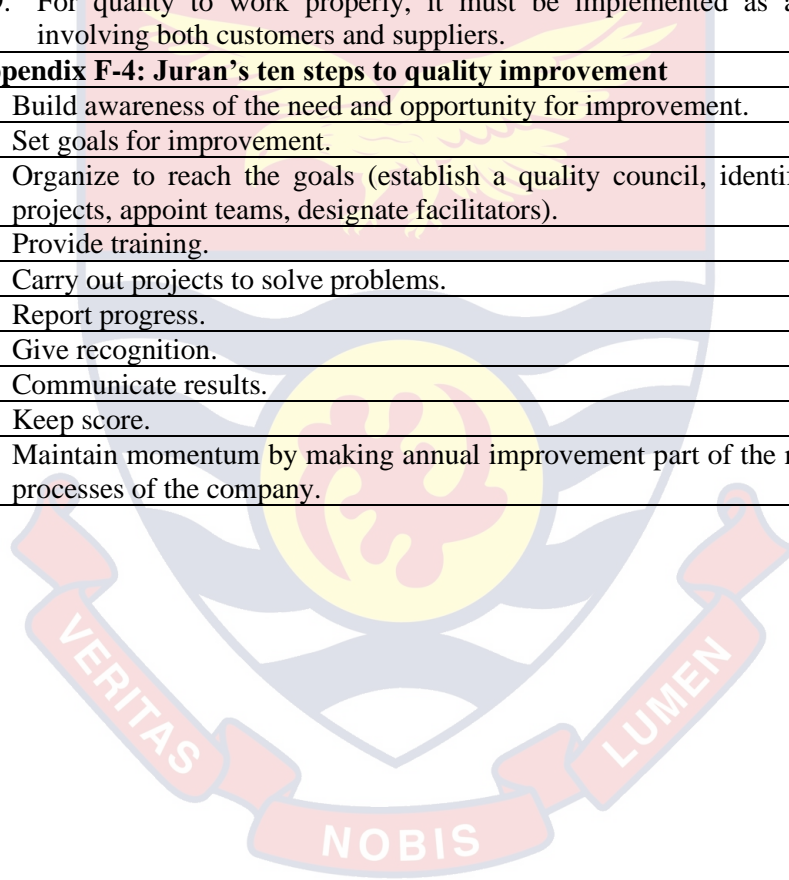 . For quality to work properly, it must be implemented as a
involving both customers and suppliers.
pendix F-4: Juran's ten steps to quality improvement
Build awareness of the need and opportunity for improvement.
Set goals for improvement.
Organize to reach the goals (establish a quality council, identif
projects, appoint teams, designate facilitators).
Provide training.
Carry out projects to solve problems.
Report progress.
Give recognition.
Communicate results.
Keep score.
Maintain momentum by making annual improvement part of the
processes of the company.
VERITAS
NOBIS
LUMEN